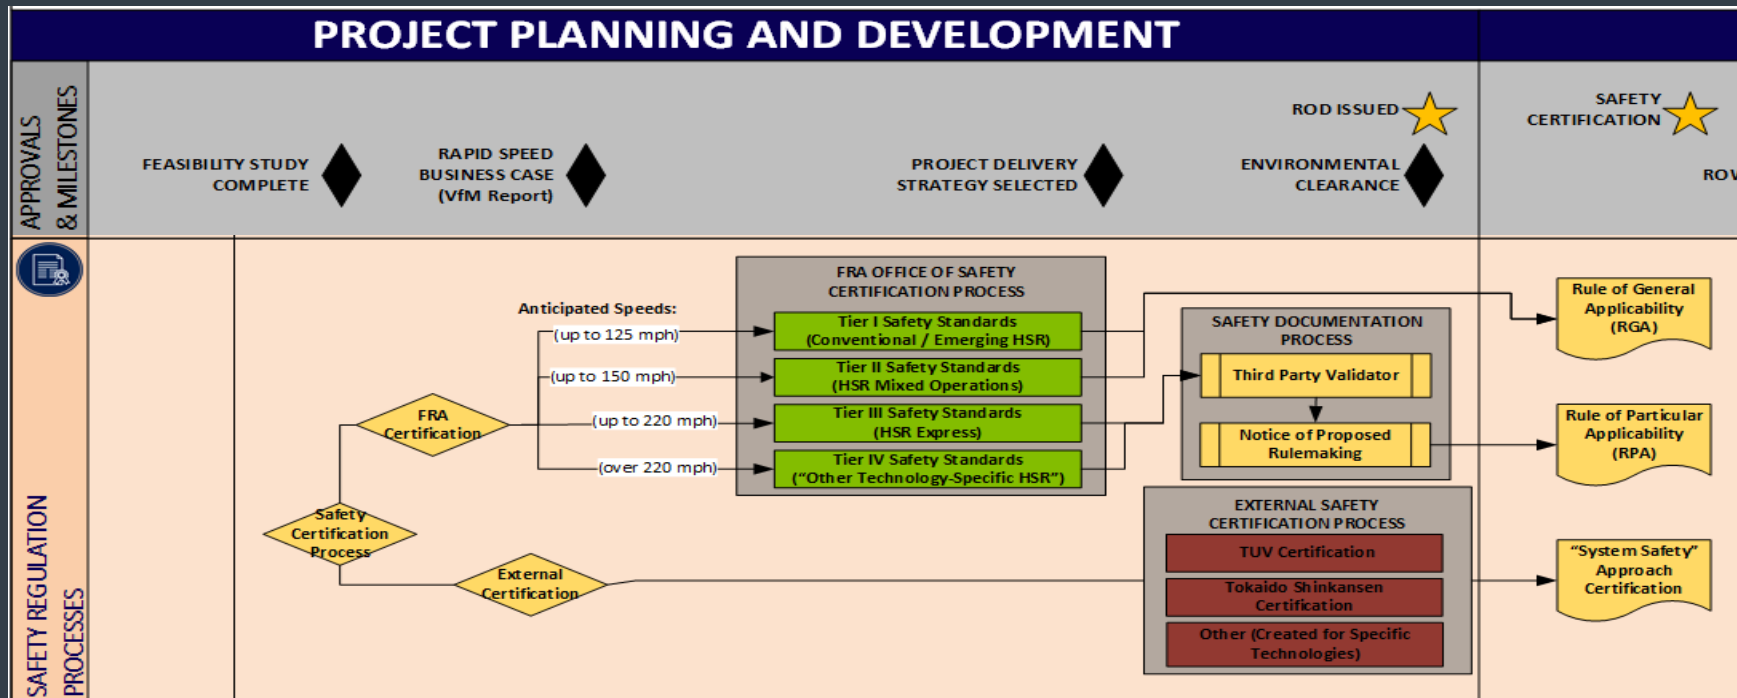 PROJECT PLANNING AND DEVELOPMENT
APPROVALS
& MILESTONES
FEASIBILITY STUDY
COMPLETE
RAPID SPEED
BUSINESS CASE
(VfM Report)
PROJECT DELIVERY
STRATEGY SELECTED
ROD ISSUED
ENVIRONMENTAL
CLEARANCE
SAFETY
CERTIFICATION
ROW
SAFETY REGULATION
PROCESSES
Safety
Certification
Process
FRA
Certification
External
Certification
Anticipated Speeds:
(up to 125 mph)
(up to 150 mph)
(up to 220 mph)
(over 220 mph)
FRA OFFICE OF SAFETY
CERTIFICATION PROCESS
Tier I Safety Standards
(Conventional / Emerging HSR)
Tier II Safety Standards
(HSR Mixed Operations)
Tier III Safety Standards
(HSR Express)
Tier IV Safety Standards
(“Other Technology-Specific HSR”)
SAFETY DOCUMENTATION
PROCESS
Third Party Validator
Notice of Proposed
Rulemaking
EXTERNAL SAFETY
CERTIFICATION PROCESS
TUV Certification
Tokaido Shinkansen
Certification
Other (Created for Specific
Technologies)
Rule of General
Applicability
(RGA)
Rule of Particular
Applicability
(RPA)
“System Safety”
Approach
Certification